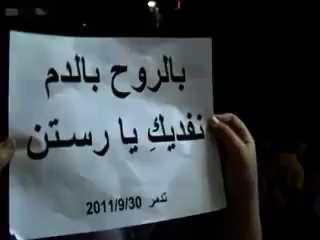 بالروح بالدم
نفديكِ يا رستن
تدمر 2011/9/30